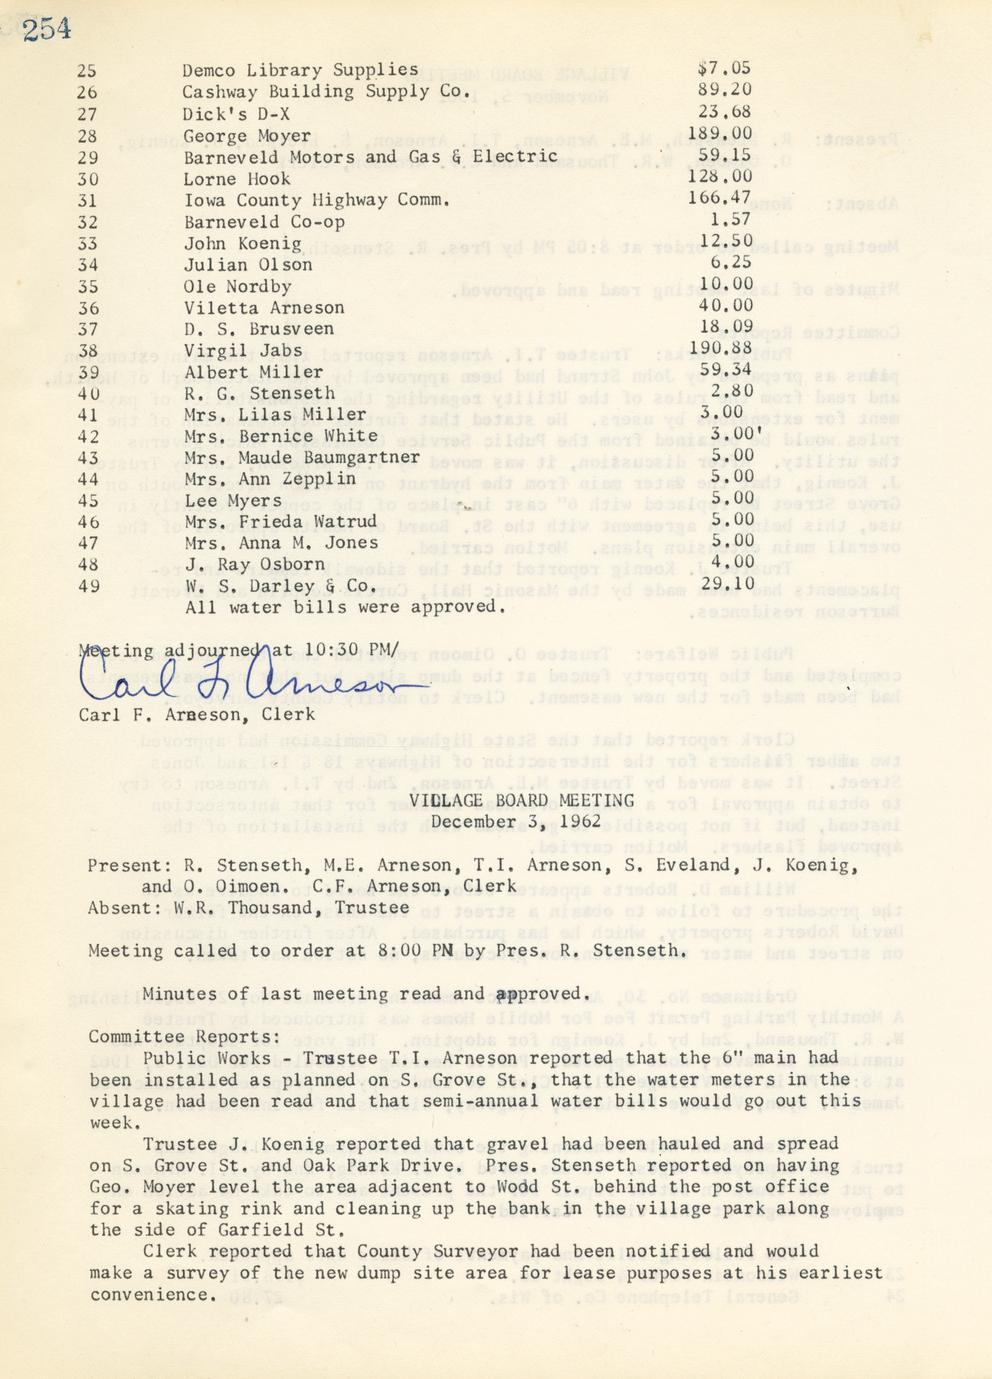 254
25 Demco Library Supplies $7.05
26 Cashway Building Supply Co. 89.20
27 Dick's D-X 23.68
28 George Moyer 189.00
29 Barneveld Motors and Gas & Electric 59.15
30 Lorne Hook 128.00
31 Iowa County Highway Comm. 166.47
32 Barneveld Co-op 1.57
33 John Koenig 12.50
34 Julian Olson 6.25
35 Ole Nordby 10.00
36 Viletta Arneson 40.00
37 D. S. Brusveen 18.09
38 Virgil Jabs 190.88
39 Albert Miller 59.34
40 R. G. Stenseth 2.80
41 Mrs. Lilas Miller 3.00
42 Mrs. Bernice White 3.00'
43 Mrs. Maude Baumgartner 5.00
44 Mrs. Ann Zepplin 5.00
45 Lee Myers 5.00
46 Mrs. Frieda Watrud 5.00
47 Mrs. Anna M. Jones 5.00
48 J. Ray Osborn 4.00
49 W. S. Darley & Co. 29.10
All water bills were approved.
Meeting adjourned at 10:30 PM/
Carl F. Arneson
Carl F. Arneson, Clerk
VILLAGE BOARD MEETING
December 3, 1962
Present: R. Stenseth, M.E. Arneson, T.I. Arneson, S. Eveland, J. Koenig,
and O. Oimoen. C.F. Arneson, Clerk
Absent: W.R. Thousand, Trustee
Meeting called to order at 8:00 PM by Pres. R. Stenseth.
Minutes of last meeting read and approved.
Committee Reports:
Public Works - Trustee T.I. Arneson reported that the 6" main had
been installed as planned on S. Grove St., that the water meters in the
village had been read and that semi-annual water bills would go out this
week.
Trustee J. Koenig reported that gravel had been hauled and spread
on S. Grove St. and Oak Park Drive. Pres. Stenseth reported on having
Geo. Moyer level the area adjacent to Wodd St. behind the post office
for a skating rink and cleaning up the bank in the village park along
the side of Garfield St.
Clerk reported that County Surveyor had been notified and would
make a survey of the new dump site area for lease purposes at his earliest
convenience.